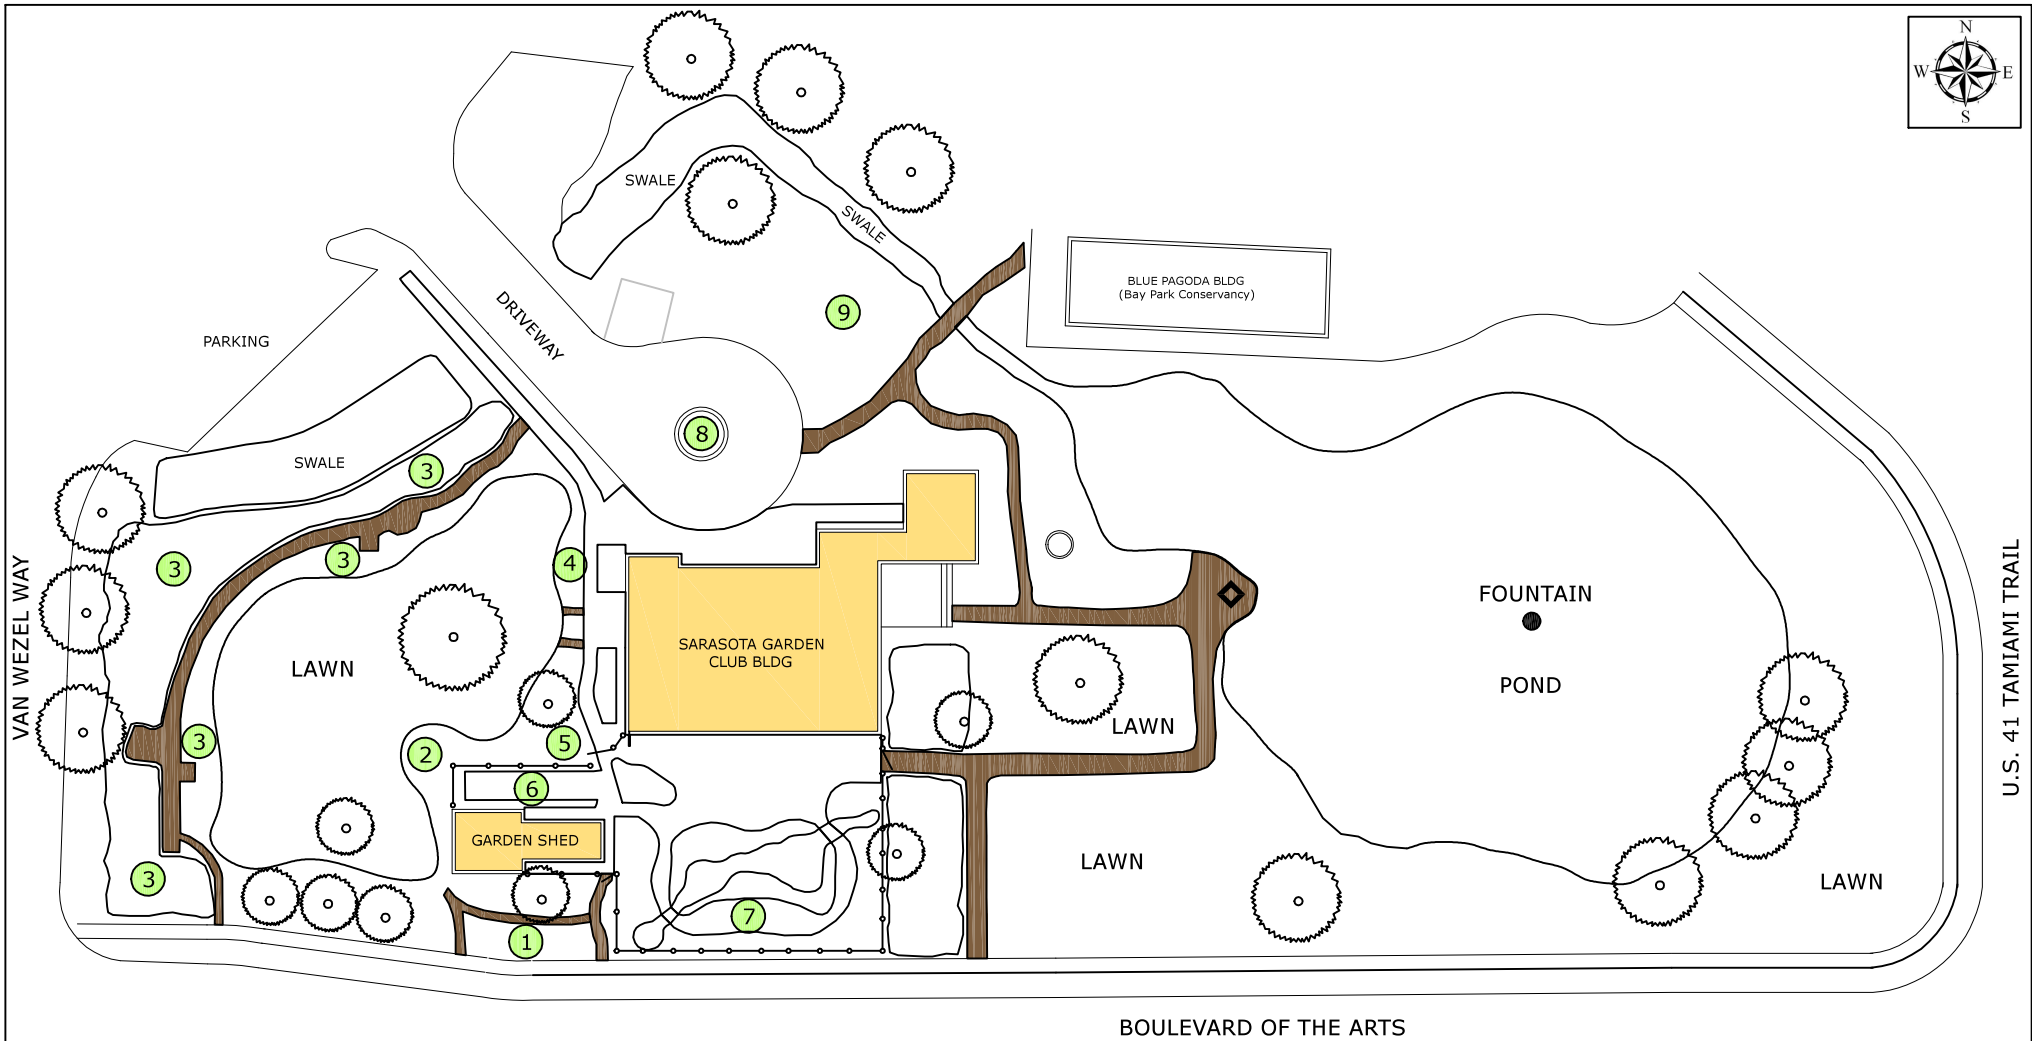 N
W E
S
SWALE
SWALE
BLUE PAGODA BLDG
(Bay Park Conservancy)
9
DRIVEWAY
PARKING
8
SWALE
3
3
3
4
FOUNTAIN
POND
SARASOTA GARDEN
CLUB BLDG
LAWN
LAWN
VAN WEZEL WAY
U.S. 41 TAMIAMI TRAIL
3
2
5
6
GARDEN SHED
LAWN
LAWN
3
7
1
BOULEVARD OF THE ARTS